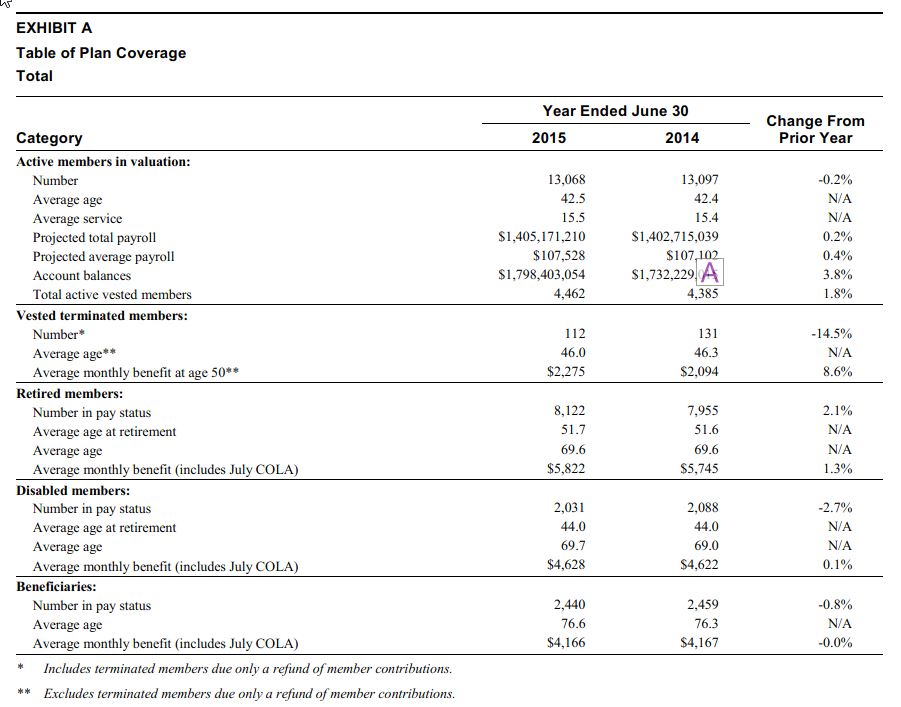 EXHIBIT A
Table of Plan Coverage
Total
Year Ended June 30
Change From
Category 2015 2014 Prior Year
Active members in valuation:
Number 13,068 13,097 -0.2%
Average age 42.5 42.4 N/A
Average service 15.5 15.4 N/A
Projected total payroll $1,405,171,210 $1,402,715,039 0.2%
Projected average payroll $107,528 $107,102 0.4%
Account balances $1,798,403,054 $1,732,229, A 3.8%
Total active vested members 4,462 4,385 1.8%
Vested terminated members:
Number* 112 131 -14.5%
Average age** 46.0 46.3 N/A
Average monthly benefit at age 50** $2,275 $2,094 8.6%
Retired members:
Number in pay status 8,122 7,955 2.1%
Average age at retirement 51.7 51.6 N/A
Average age 69.6 69.6 N/A
Average monthly benefit (includes July COLA) $5,822 $5,745 1.3%
Disabled members:
Number in pay status 2,031 2,088 -2.7%
Average age at retirement 44.0 44.0 N/A
Average age 69.7 69.0 N/A
Average monthly benefit (includes July COLA) $4,628 $4,622 0.1%
Beneficiaries:
Number in pay status 2,440 2,459 -0.8%
Average age 76.6 76.3 N/A
Average monthly benefit (includes July COLA) $4,166 $4,167 -0.0%
* Includes terminated members due only a refund of member contributions.
** Excludes terminated members due only a refund of member contributions.